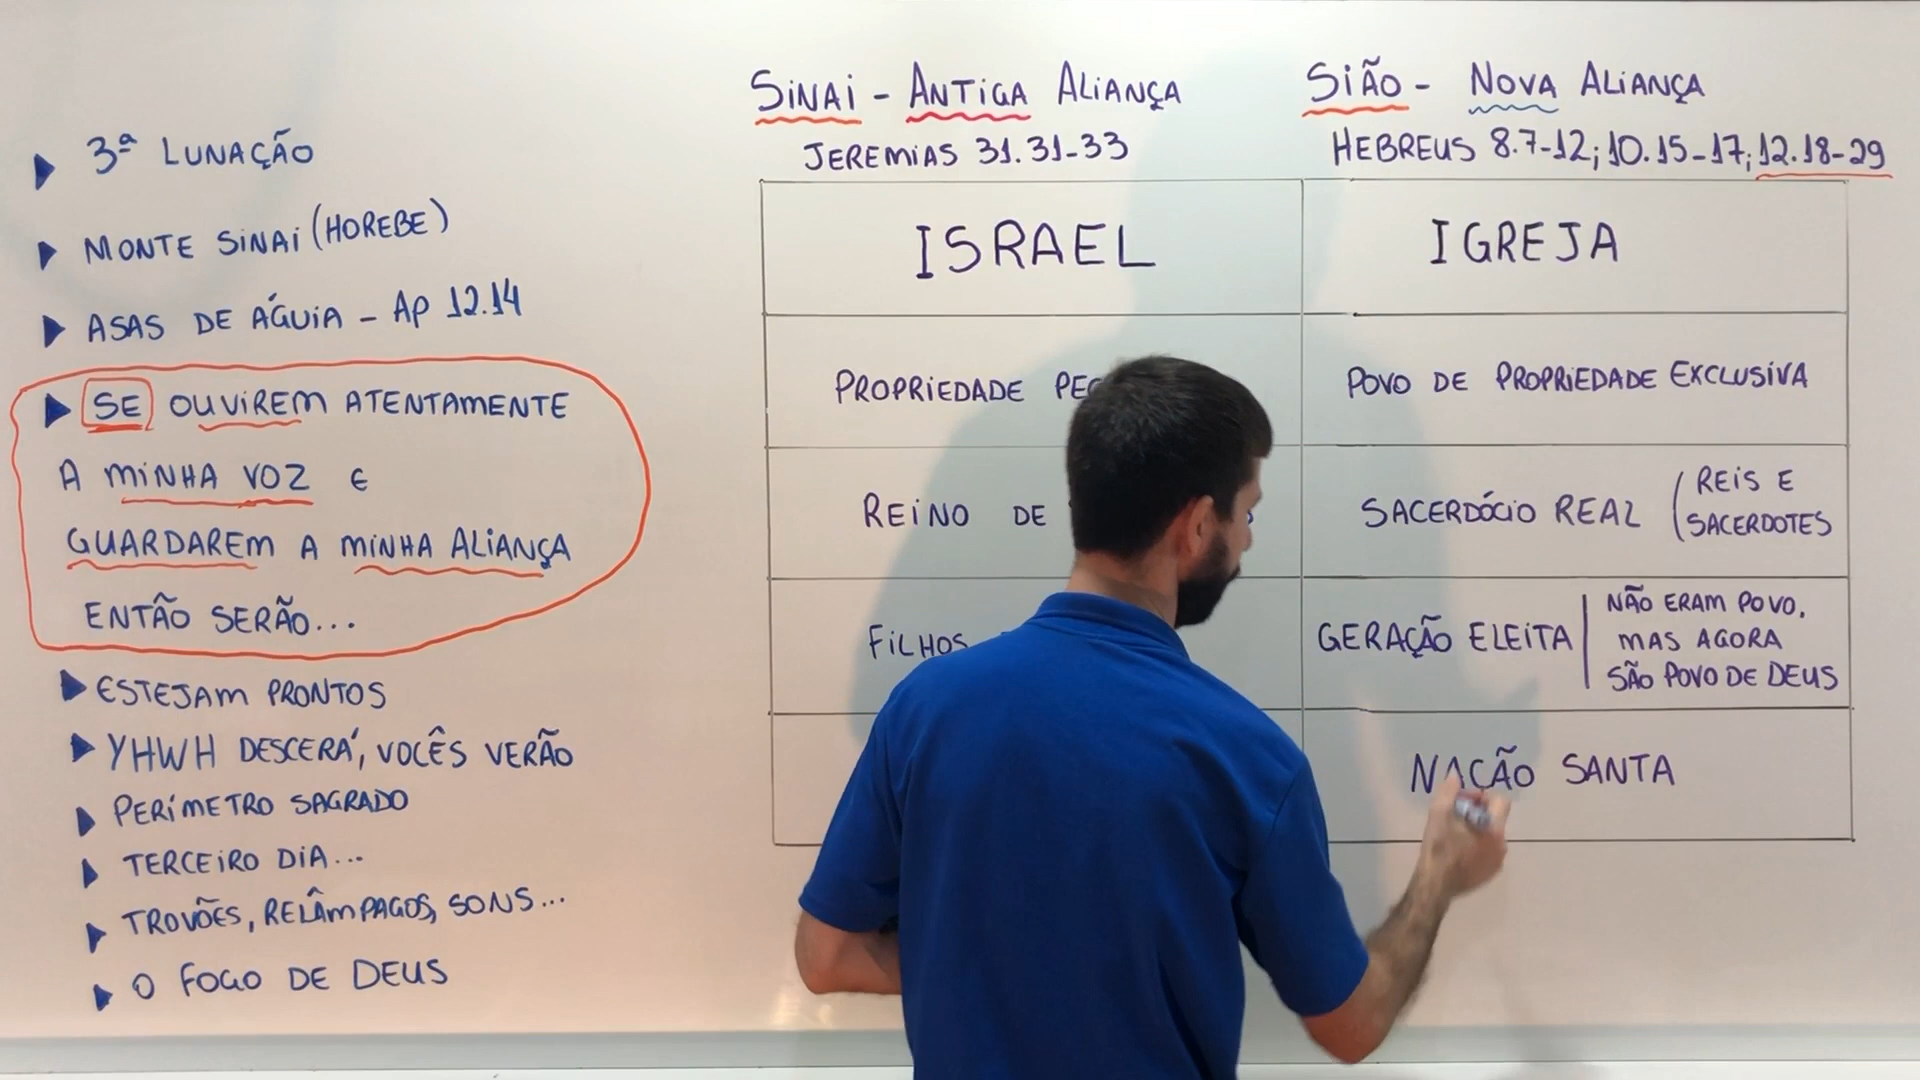 ▶ 3ª LUNAÇÃO
▶ MONTE SINAI (HOREBE)
▶ ASAS DE ÁGUIA - AP 12.14
▶ SE OUVIREM ATENTAMENTE
A MINHA VOZ E
GUARDAREM A MINHA ALIANÇA
ENTÃO SERÃO...
▶ ESTEJAM PRONTOS
▶ YHWH DESCERÁ, VOCÊS VERÃO
▶ PERÍMETRO SAGRADO
▶ TERCEIRO DIA...
▶ TROVÕES, RELÂMPAGOS, SONS...
▶ O FOGO DE DEUS
SINAI - ANTIGA ALIANÇA
JEREMIAS 31.31-33
SIÃO - NOVA ALIANÇA
HEBREUS 8.7-12; 10.15-17; 12.18-29
ISRAEL
IGREJA
PROPRIEDADE
POVO DE PROPRIEDADE EXCLUSIVA
REINO DE
SACERDÓCIO REAL
(REIS E
SACERDOTES
FILHOS
GERAÇÃO ELEITA
NÃO ERAM POVO,
MAS AGORA
SÃO POVO DE DEUS
NAÇÃO SANTA